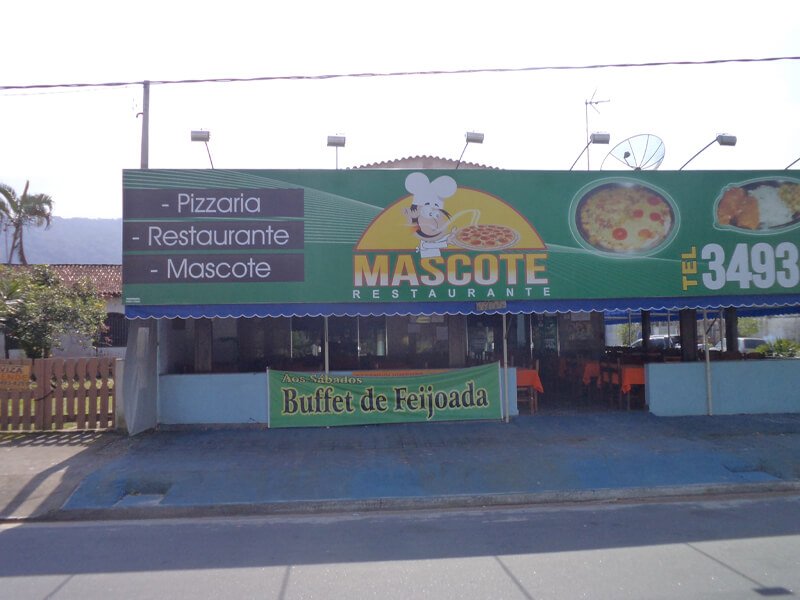 - Pizzaria
- Restaurante
- Mascote
MASCOTE
RESTAURANTE
TEL 3493
Aos Sábados
Buffet de Feijoada